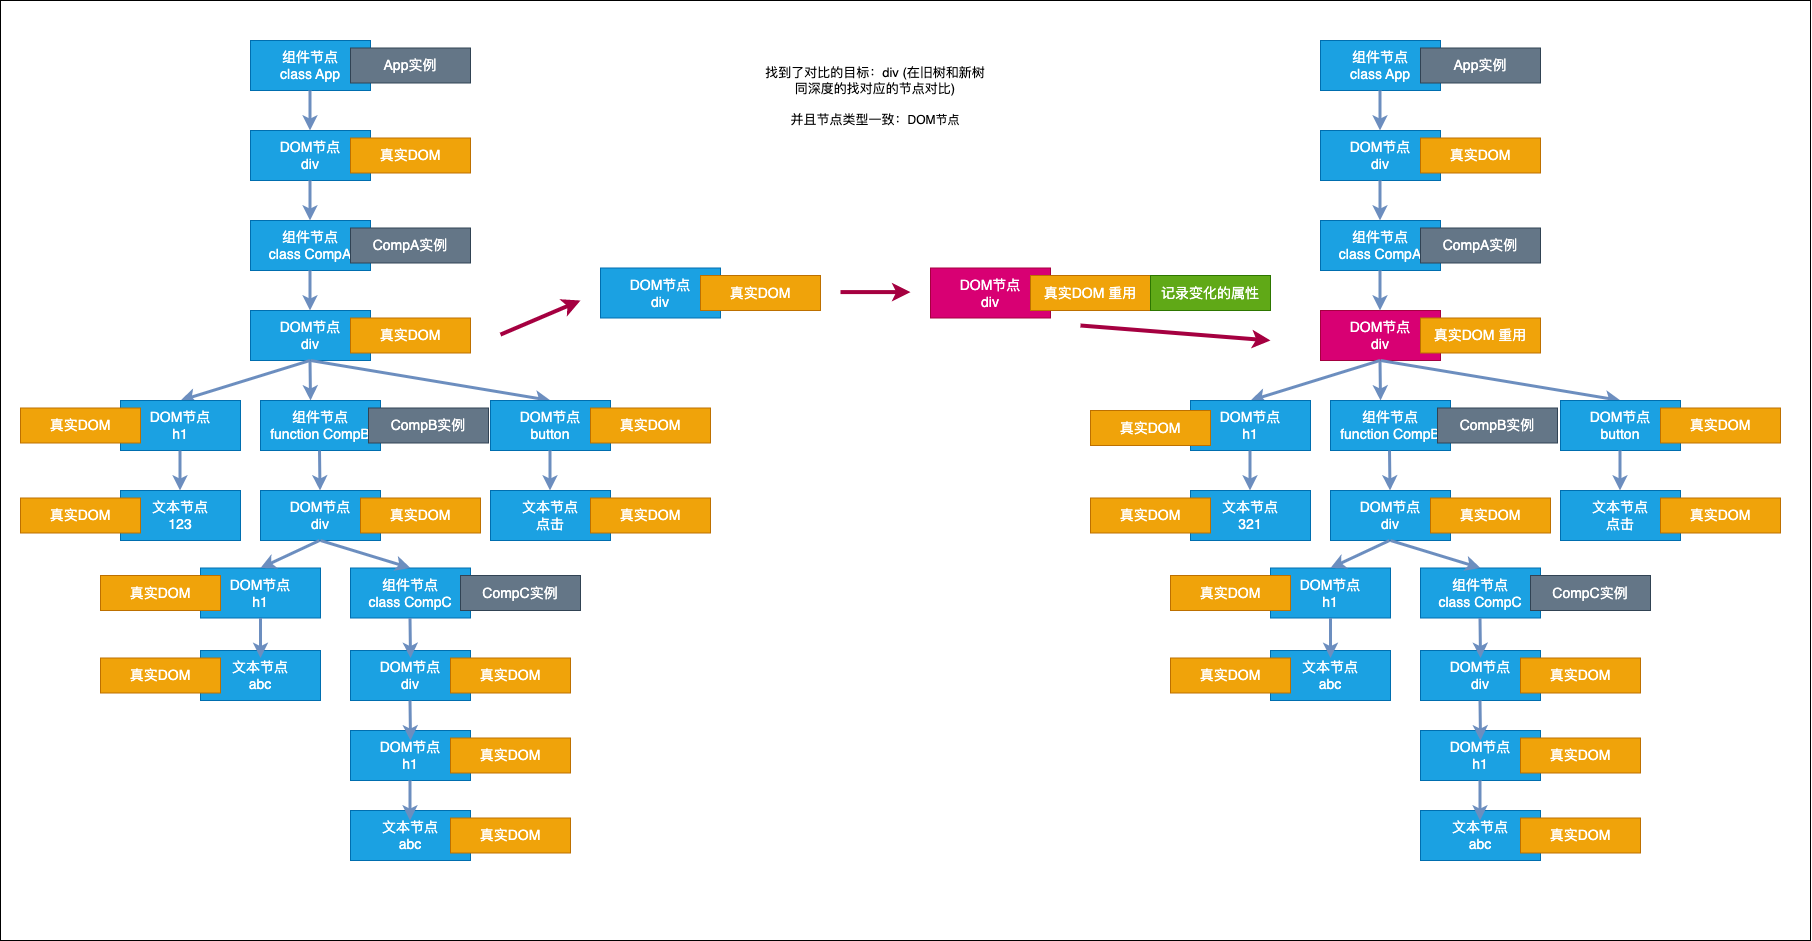 组件节点
class App
App实例
DOM节点
div
真实DOM
组件节点
class CompA
CompA实例
DOM节点
div
真实DOM
真实DOM
DOM节点
h1
组件节点
function CompB
CompB实例
DOM节点
button
真实DOM
真实DOM
文本节点
123
DOM节点
div
真实DOM
文本节点
点击
真实DOM
真实DOM
DOM节点
h1
组件节点
class CompC
CompC实例
真实DOM
文本节点
abc
DOM节点
div
真实DOM
DOM节点
h1
真实DOM
文本节点
abc
真实DOM
找到了对比的目标：div (在旧树和新树
同深度的找对应的节点对比)
并且节点类型一致：DOM节点
DOM节点
div
真实DOM
DOM节点
div
真实DOM 重用
记录变化的属性
组件节点
class App
App实例
DOM节点
div
真实DOM
组件节点
class CompA
CompA实例
DOM节点
div
真实DOM 重用
真实DOM
DOM节点
h1
组件节点
function CompB
CompB实例
DOM节点
button
真实DOM
真实DOM
文本节点
321
DOM节点
div
真实DOM
文本节点
点击
真实DOM
真实DOM
DOM节点
h1
组件节点
class CompC
CompC实例
真实DOM
文本节点
abc
DOM节点
div
真实DOM
DOM节点
h1
真实DOM
文本节点
abc
真实DOM